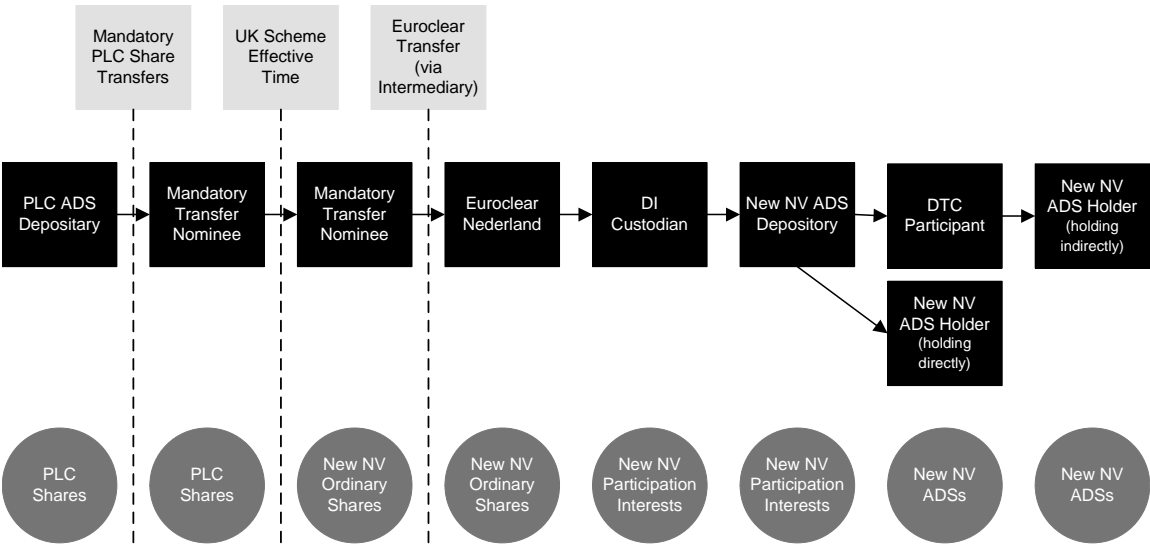 Mandatory
PLC Share
Transfers
UK Scheme
Effective
Time
Euroclear
Transfer
(via
Intermediary)
PLC ADS
Depositary
Mandatory
Transfer
Nominee
Mandatory
Transfer
Nominee
Euroclear
Nederland
DI
Custodian
New NV ADS
Depository
DTC
Participant
New NV
ADS Holder
(holding
indirectly)
New NV
ADS Holder
(holding
directly)
PLC
Shares
PLC
Shares
New NV
Ordinary
Shares
New NV
Ordinary
Shares
New NV
Participation
Interests
New NV
Participation
Interests
New NV
ADSs
New NV
ADSs